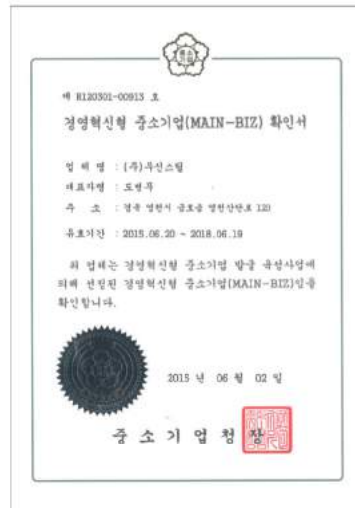 중소기업
제 R120301-00913 호
경영혁신형 중소기업(MAIN-BIZ) 확인서
업 체 명 : (주)무신스틸
대표자명 : 도병무
주 소 : 경북 영천시 금호읍 영천산단로 120
유효기간 : 2015.06.20 ~ 2018.06.19
위 업체는 경영혁신형 중소기업 발굴 육성사업에
의해 선정된 경영혁신형 중소기업(MAIN-BIZ)임을
확인합니다.
2015 년 06 월 02 일
중 소 기 업 청 장